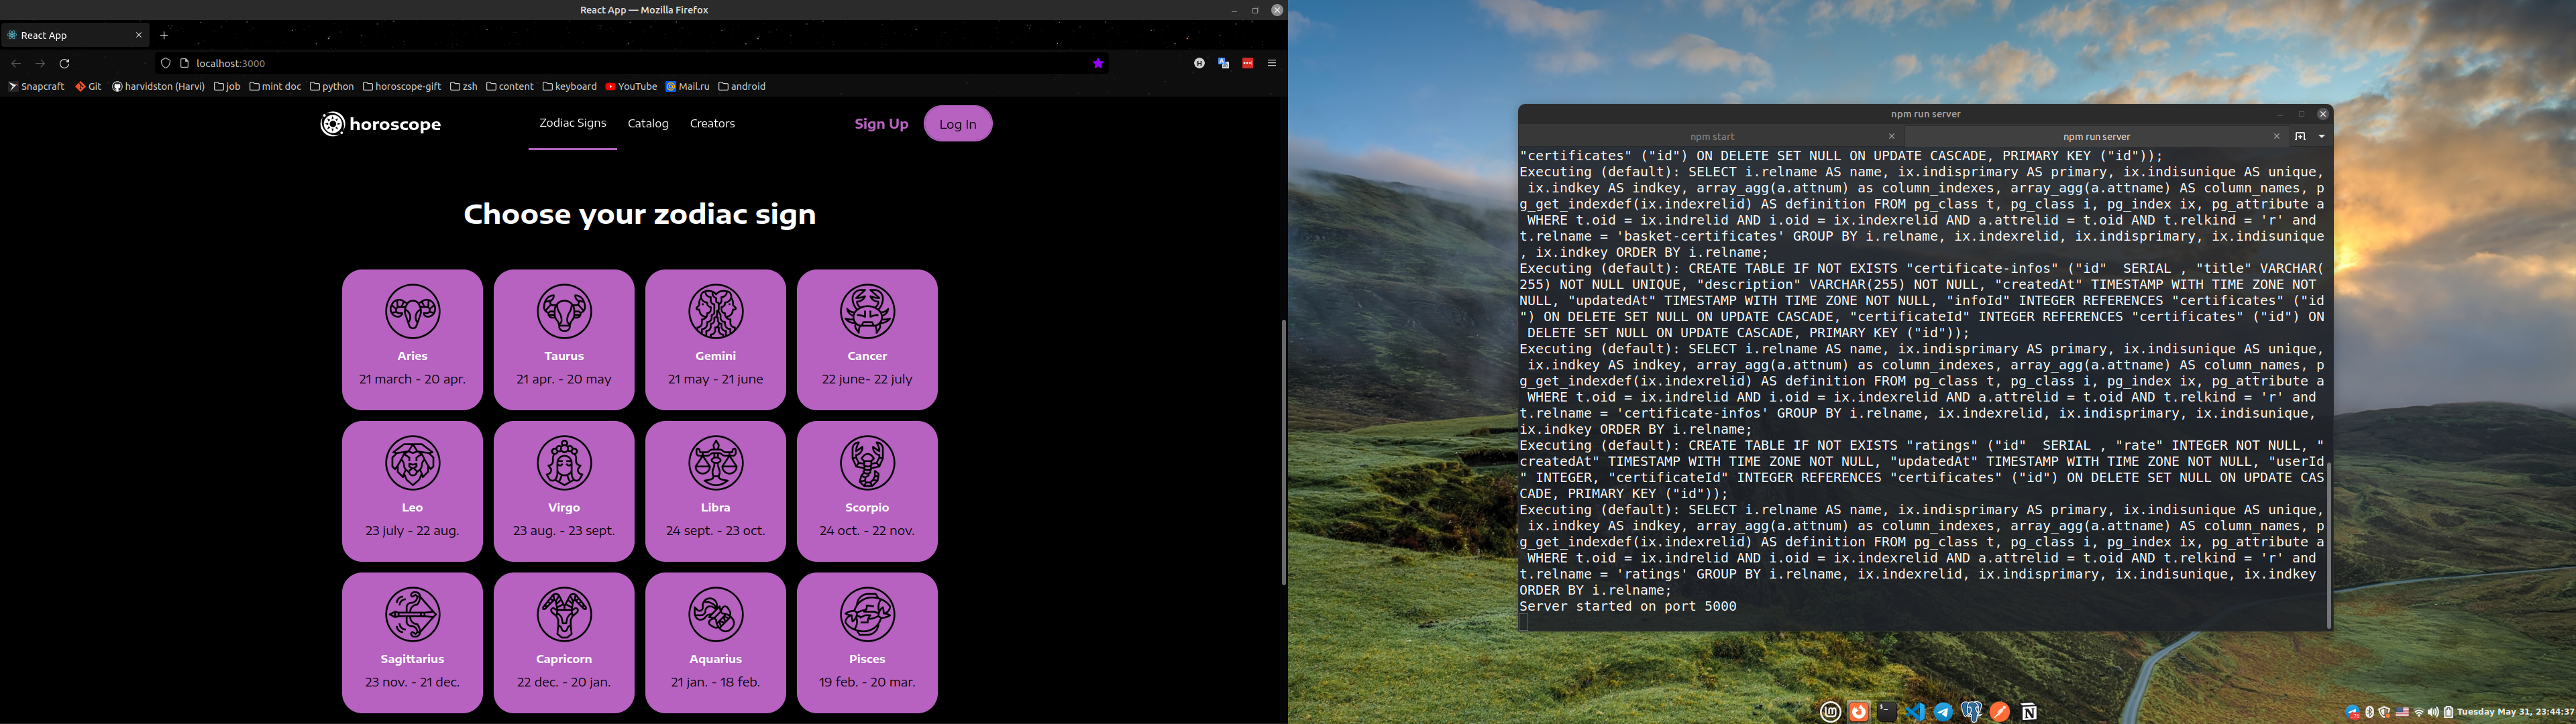 React App — Mozilla Firefox
React App
localhost:3000
Snapcraft Git harvidston (Harvi) job mint doc python horoscope-gift zsh content keyboard YouTube Mail.ru android
horoscope Zodiac Signs Catalog Creators Sign Up Log In
Choose your zodiac sign
Aries Taurus Gemini Cancer
21 march - 20 apr. 21 apr. - 20 may 21 may - 21 june 22 june- 22 july
Leo Virgo Libra Scorpio
23 july - 22 aug. 23 aug. - 23 sept. 24 sept. - 23 oct. 24 oct. - 22 nov.
Sagittarius Capricorn Aquarius Pisces
23 nov. - 21 dec. 22 dec. - 20 jan. 21 jan. - 18 feb. 19 feb. - 20 mar.
npm run server
npm start npm run server
"certificates" ("id") ON DELETE SET NULL ON UPDATE CASCADE, PRIMARY KEY ("id"));
Executing (default): SELECT i.relname AS name, ix.indisprimary AS primary, ix.indisunique AS unique,
 ix.indkey AS indkey, array_agg(a.attnum) as column_indexes, array_agg(a.attname) AS column_names, p
g_get_indexdef(ix.indexrelid) AS definition FROM pg_class t, pg_class i, pg_index ix, pg_attribute a
 WHERE t.oid = ix.indrelid AND i.oid = ix.indexrelid AND a.attrelid = t.oid AND t.relkind = 'r' and
t.relname = 'basket-certificates' GROUP BY i.relname, ix.indexrelid, ix.indisprimary, ix.indisunique
, ix.indkey ORDER BY i.relname;
Executing (default): CREATE TABLE IF NOT EXISTS "certificate-infos" ("id"  SERIAL , "title" VARCHAR(
255) NOT NULL UNIQUE, "description" VARCHAR(255) NOT NULL, "createdAt" TIMESTAMP WITH TIME ZONE NOT
NULL, "updatedAt" TIMESTAMP WITH TIME ZONE NOT NULL, "infoId" INTEGER REFERENCES "certificates" ("id
") ON DELETE SET NULL ON UPDATE CASCADE, "certificateId" INTEGER REFERENCES "certificates" ("id") ON
 DELETE SET NULL ON UPDATE CASCADE, PRIMARY KEY ("id"));
Executing (default): SELECT i.relname AS name, ix.indisprimary AS primary, ix.indisunique AS unique,
 ix.indkey AS indkey, array_agg(a.attnum) as column_indexes, array_agg(a.attname) AS column_names, p
g_get_indexdef(ix.indexrelid) AS definition FROM pg_class t, pg_class i, pg_index ix, pg_attribute a
 WHERE t.oid = ix.indrelid AND i.oid = ix.indexrelid AND a.attrelid = t.oid AND t.relkind = 'r' and
t.relname = 'certificate-infos' GROUP BY i.relname, ix.indexrelid, ix.indisprimary, ix.indisunique,
ix.indkey ORDER BY i.relname;
Executing (default): CREATE TABLE IF NOT EXISTS "ratings" ("id"  SERIAL , "rate" INTEGER NOT NULL, "
createdAt" TIMESTAMP WITH TIME ZONE NOT NULL, "updatedAt" TIMESTAMP WITH TIME ZONE NOT NULL, "userId
" INTEGER, "certificateId" INTEGER REFERENCES "certificates" ("id") ON DELETE SET NULL ON UPDATE CAS
CADE, PRIMARY KEY ("id"));
Executing (default): SELECT i.relname AS name, ix.indisprimary AS primary, ix.indisunique AS unique,
 ix.indkey AS indkey, array_agg(a.attnum) as column_indexes, array_agg(a.attname) AS column_names, p
g_get_indexdef(ix.indexrelid) AS definition FROM pg_class t, pg_class i, pg_index ix, pg_attribute a
 WHERE t.oid = ix.indrelid AND i.oid = ix.indexrelid AND a.attrelid = t.oid AND t.relkind = 'r' and
t.relname = 'ratings' GROUP BY i.relname, ix.indexrelid, ix.indisprimary, ix.indisunique, ix.indkey
ORDER BY i.relname;
Server started on port 5000
Tuesday May 31, 23:44:37